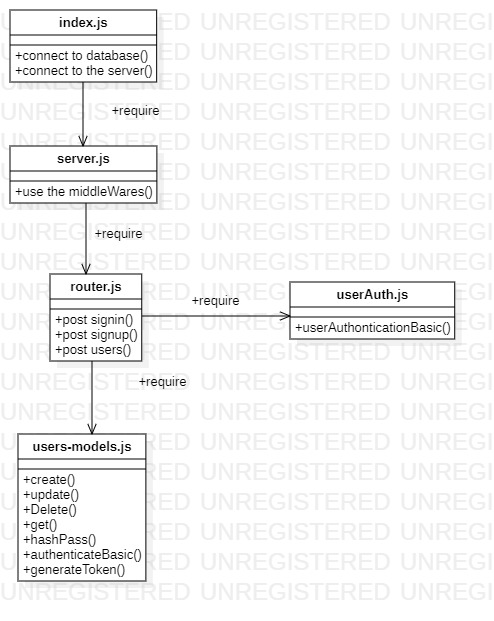 index.js
+connect to database()
+connect to the server()
+require
server.js
+use the middleWares()
+require
router.js
+post signin()
+post signup()
+post users()
+require
userAuth.js
+userAuthonticationBasic()
+require
users-models.js
+create()
+update()
+Delete()
+get()
+hashPass()
+authenticateBasic()
+generateToken()
UNREGISTERED